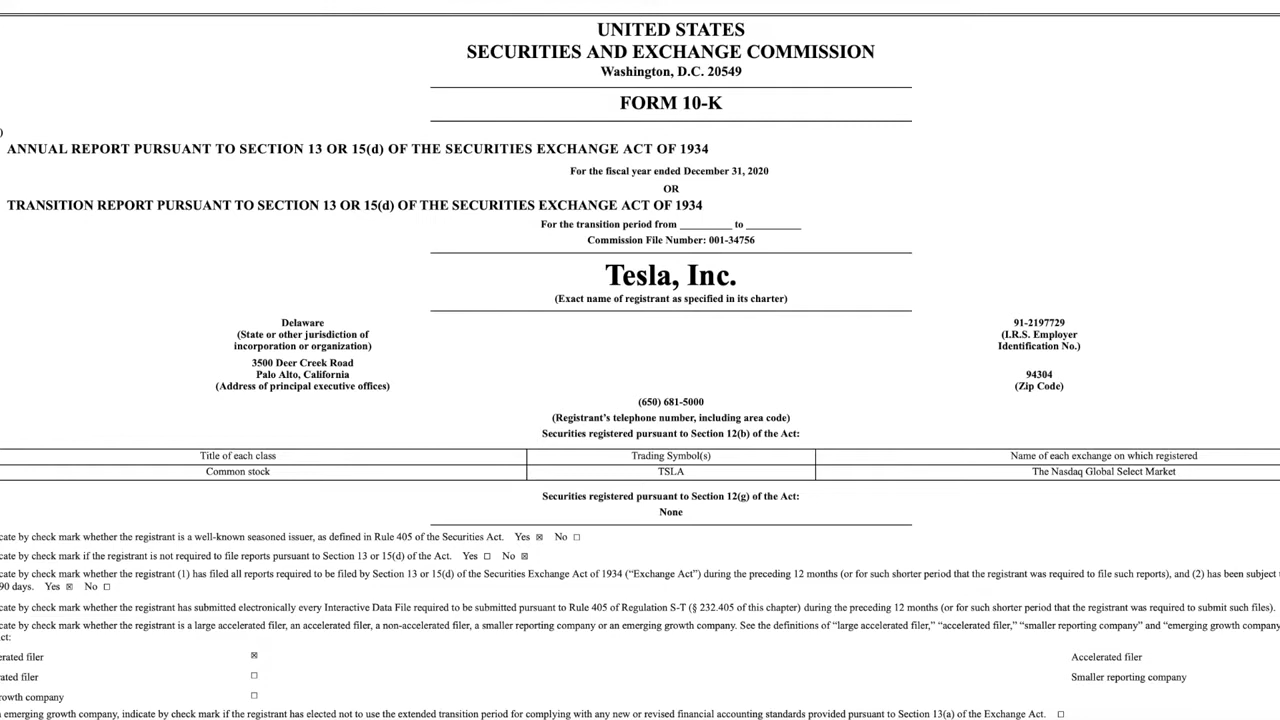 UNITED STATES
SECURITIES AND EXCHANGE COMMISSION
Washington, D.C. 20549
FORM 10-K
)
ANNUAL REPORT PURSUANT TO SECTION 13 OR 15(d) OF THE SECURITIES EXCHANGE ACT OF 1934
For the fiscal year ended December 31, 2020
OR
TRANSITION REPORT PURSUANT TO SECTION 13 OR 15(d) OF THE SECURITIES EXCHANGE ACT OF 1934
For the transition period from _________ to _________
Commission File Number: 001-34756
Tesla, Inc.
(Exact name of registrant as specified in its charter)
Delaware 91-2197729
(State or other jurisdiction of (I.R.S. Employer
incorporation or organization) Identification No.)
3500 Deer Creek Road
Palo Alto, California 94304
(Address of principal executive offices) (Zip Code)
(650) 681-5000
(Registrant’s telephone number, including area code)
Securities registered pursuant to Section 12(b) of the Act:
Title of each class Trading Symbol(s) Name of each exchange on which registered
Common stock TSLA The Nasdaq Global Select Market
Securities registered pursuant to Section 12(g) of the Act:
None
cate by check mark whether the registrant is a well-known seasoned issuer, as defined in Rule 405 of the Securities Act. Yes ☒ No ☐
cate by check mark if the registrant is not required to file reports pursuant to Section 13 or 15(d) of the Act. Yes ☐ No ☒
cate by check mark whether the registrant (1) has filed all reports required to be filed by Section 13 or 15(d) of the Securities Exchange Act of 1934 (“Exchange Act”) during the preceding 12 months (or for such shorter period that the registrant was required to file such reports), and (2) has been subject t
90 days. Yes ☒ No ☐
cate by check mark whether the registrant has submitted electronically every Interactive Data File required to be submitted pursuant to Rule 405 of Regulation S-T (§ 232.405 of this chapter) during the preceding 12 months (or for such shorter period that the registrant was required to submit such files).
cate by check mark whether the registrant is a large accelerated filer, an accelerated filer, a non-accelerated filer, a smaller reporting company or an emerging growth company. See the definitions of “large accelerated filer,” “accelerated filer,” “smaller reporting company” and “emerging growth company
ct:
erated filer ☒ Accelerated filer
rated filer ☐ Smaller reporting company
rowth company ☐
emerging growth company, indicate by check mark if the registrant has elected not to use the extended transition period for complying with any new or revised financial accounting standards provided pursuant to Section 13(a) of the Exchange Act. ☐